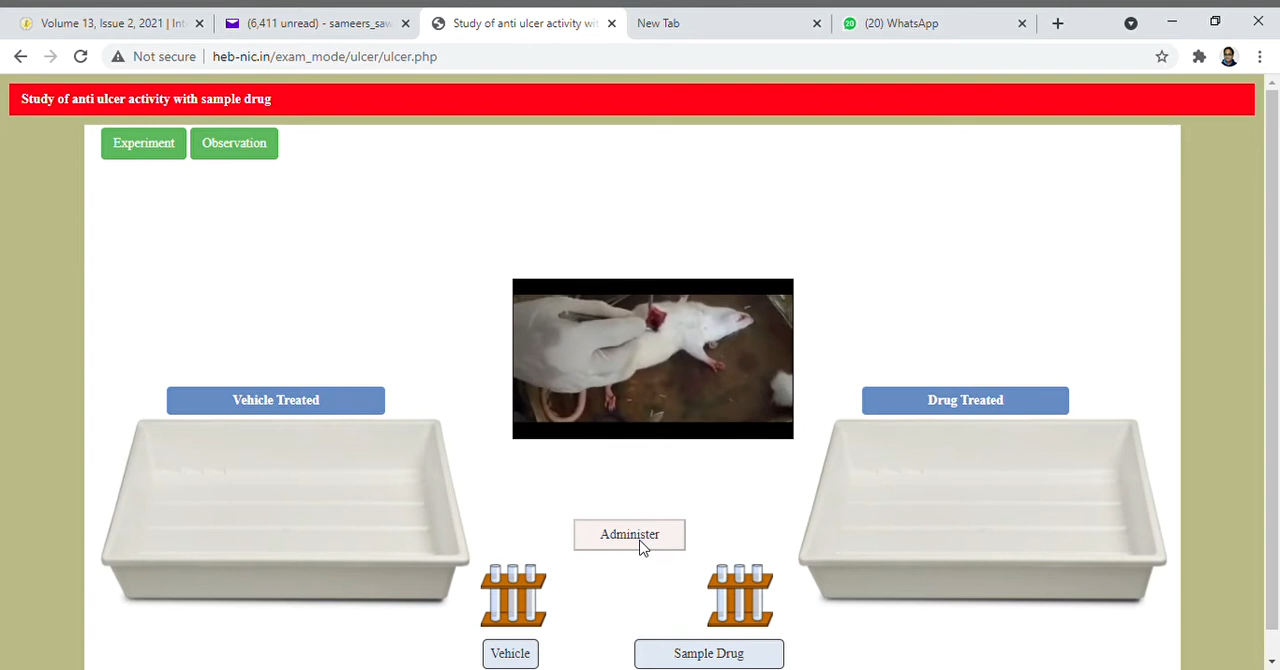 Volume 13, Issue 2, 2021 | Int
(6,411 unread) - sameers_saw
Study of anti ulcer activity wit
New Tab
20
(20) WhatsApp
Not secure
heb-nic.in/exam_mode/ulcer/ulcer.php
Study of anti ulcer activity with sample drug
Experiment
Observation
Vehicle Treated
Drug Treated
Administer
Vehicle
Sample Drug